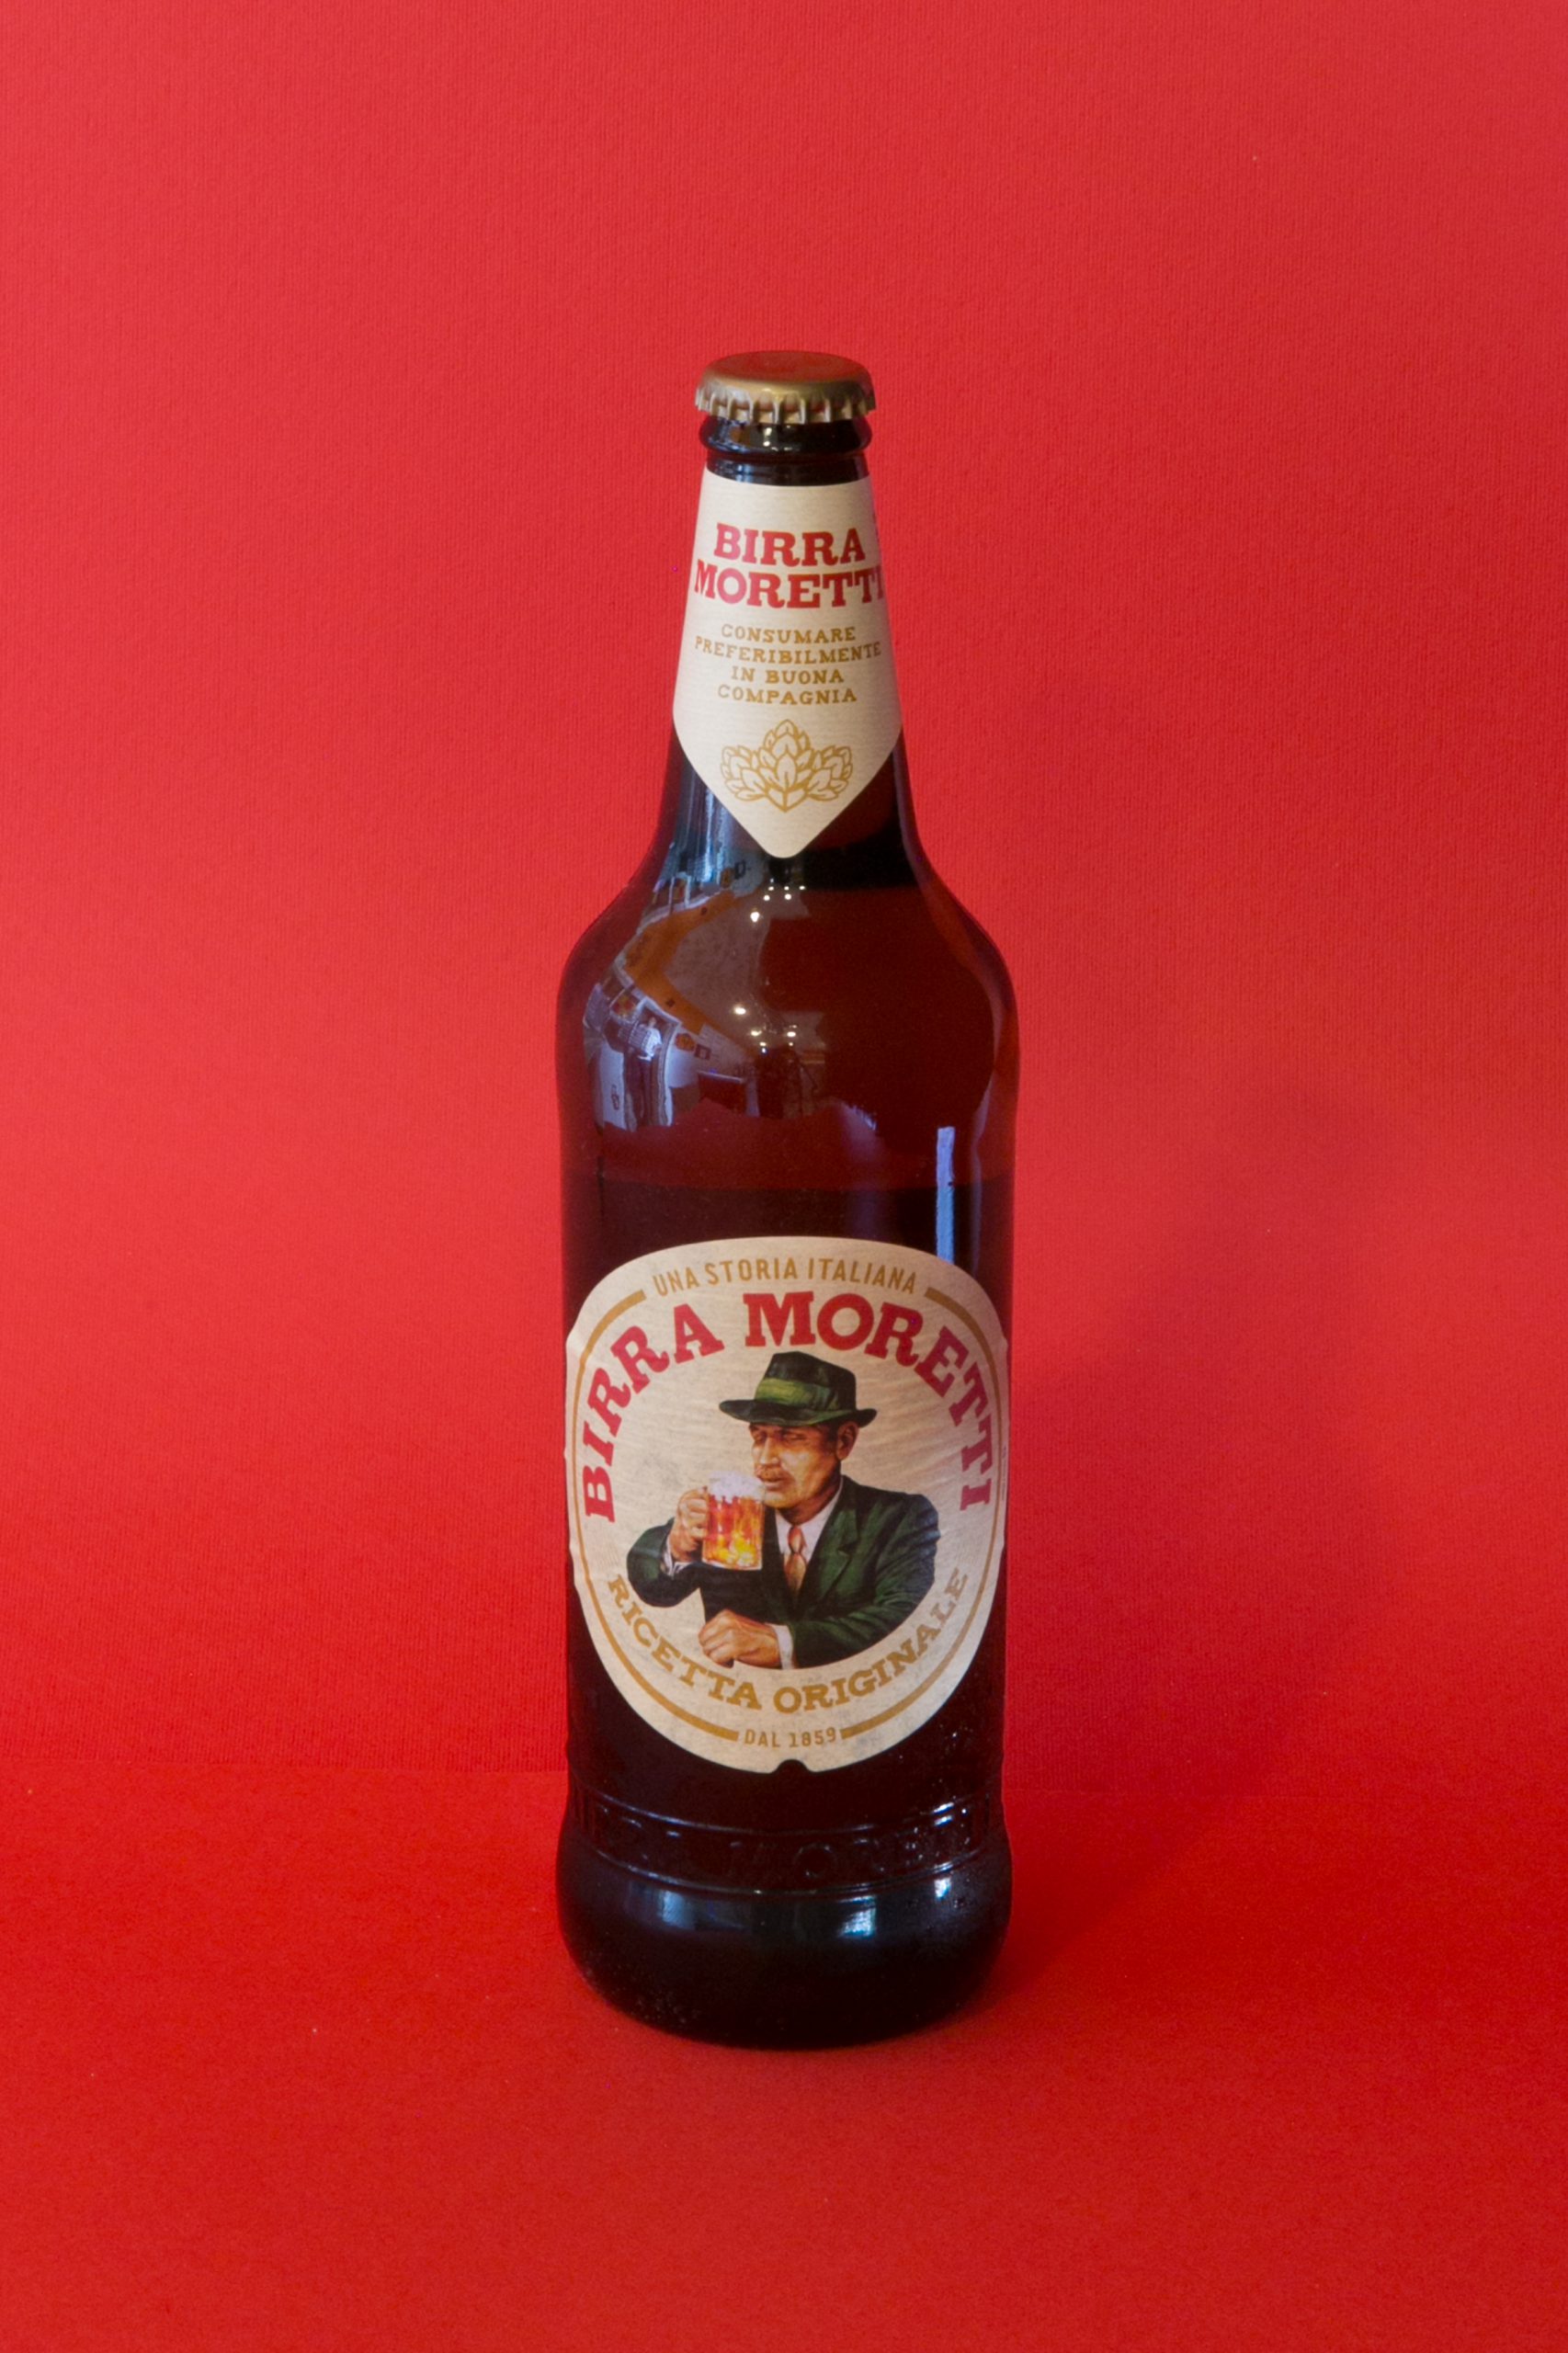 BIRRA
MORETTI
CONSUMARE
PREFERIBILMENTE
IN BUONA
COMPAGNIA
UNA STORIA ITALIANA
BIRRA MORETTI
RICETTA ORIGINALE
DAL 1859